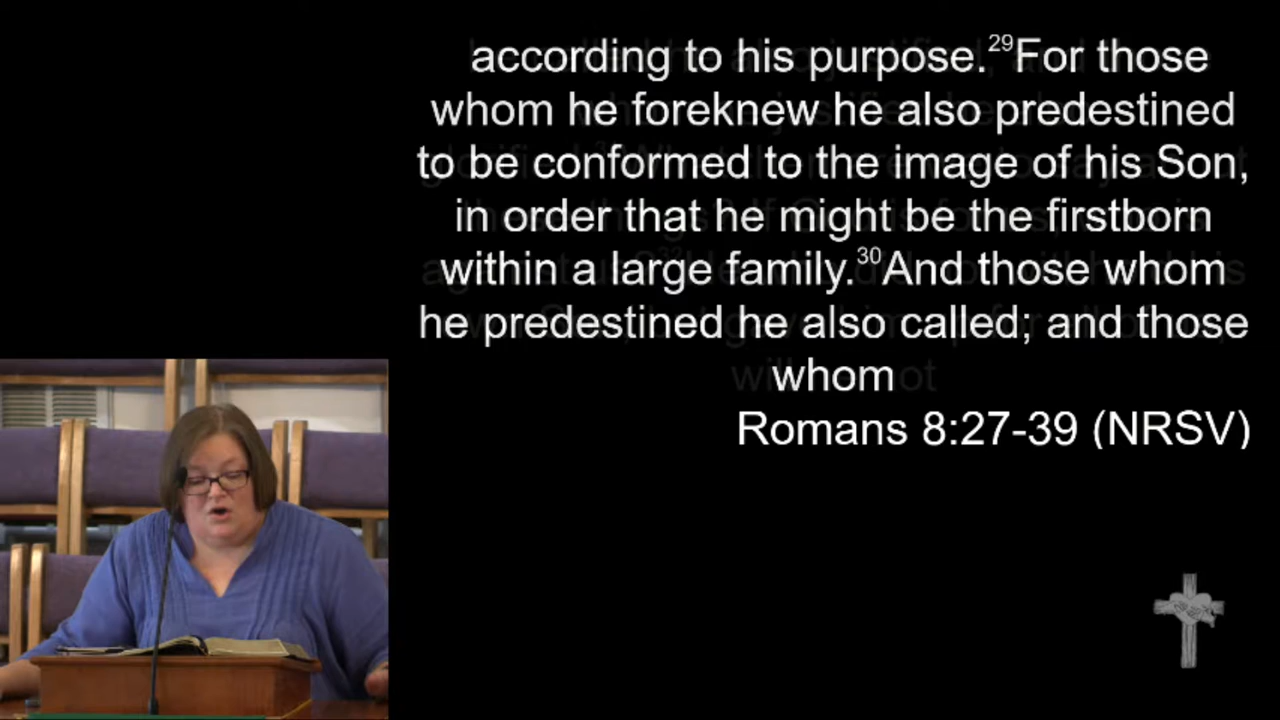 according to his purpose.²⁹For those
whom he foreknew he also predestined
to be conformed to the image of his Son,
in order that he might be the firstborn
within a large family.³⁰And those whom
he predestined he also called; and those
whom
Romans 8:27-39 (NRSV)